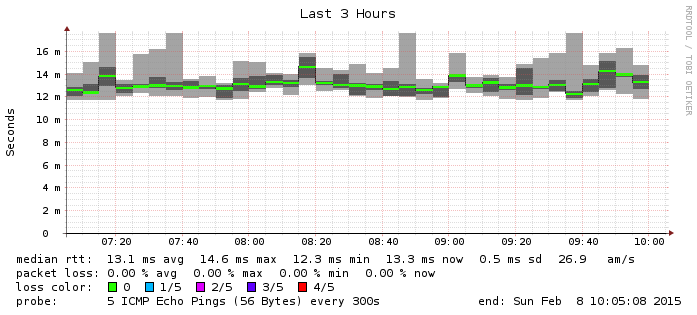 Last 3 Hours
RRDTOOL / TOBI OETIKER
Seconds
16 m
14 m
12 m
10 m
8 m
6 m
4 m
2 m
0
07:20 07:40 08:00 08:20 08:40 09:00 09:20 09:40 10:00
median rtt: 13.1 ms avg 14.6 ms max 12.3 ms min 13.3 ms now 0.5 ms sd 26.9 am/s
packet loss: 0.00 % avg 0.00 % max 0.00 % min 0.00 % now
loss color: 0 1/5 2/5 3/5 4/5
probe: 5 ICMP Echo Pings (56 Bytes) every 300s end: Sun Feb 8 10:05:08 2015